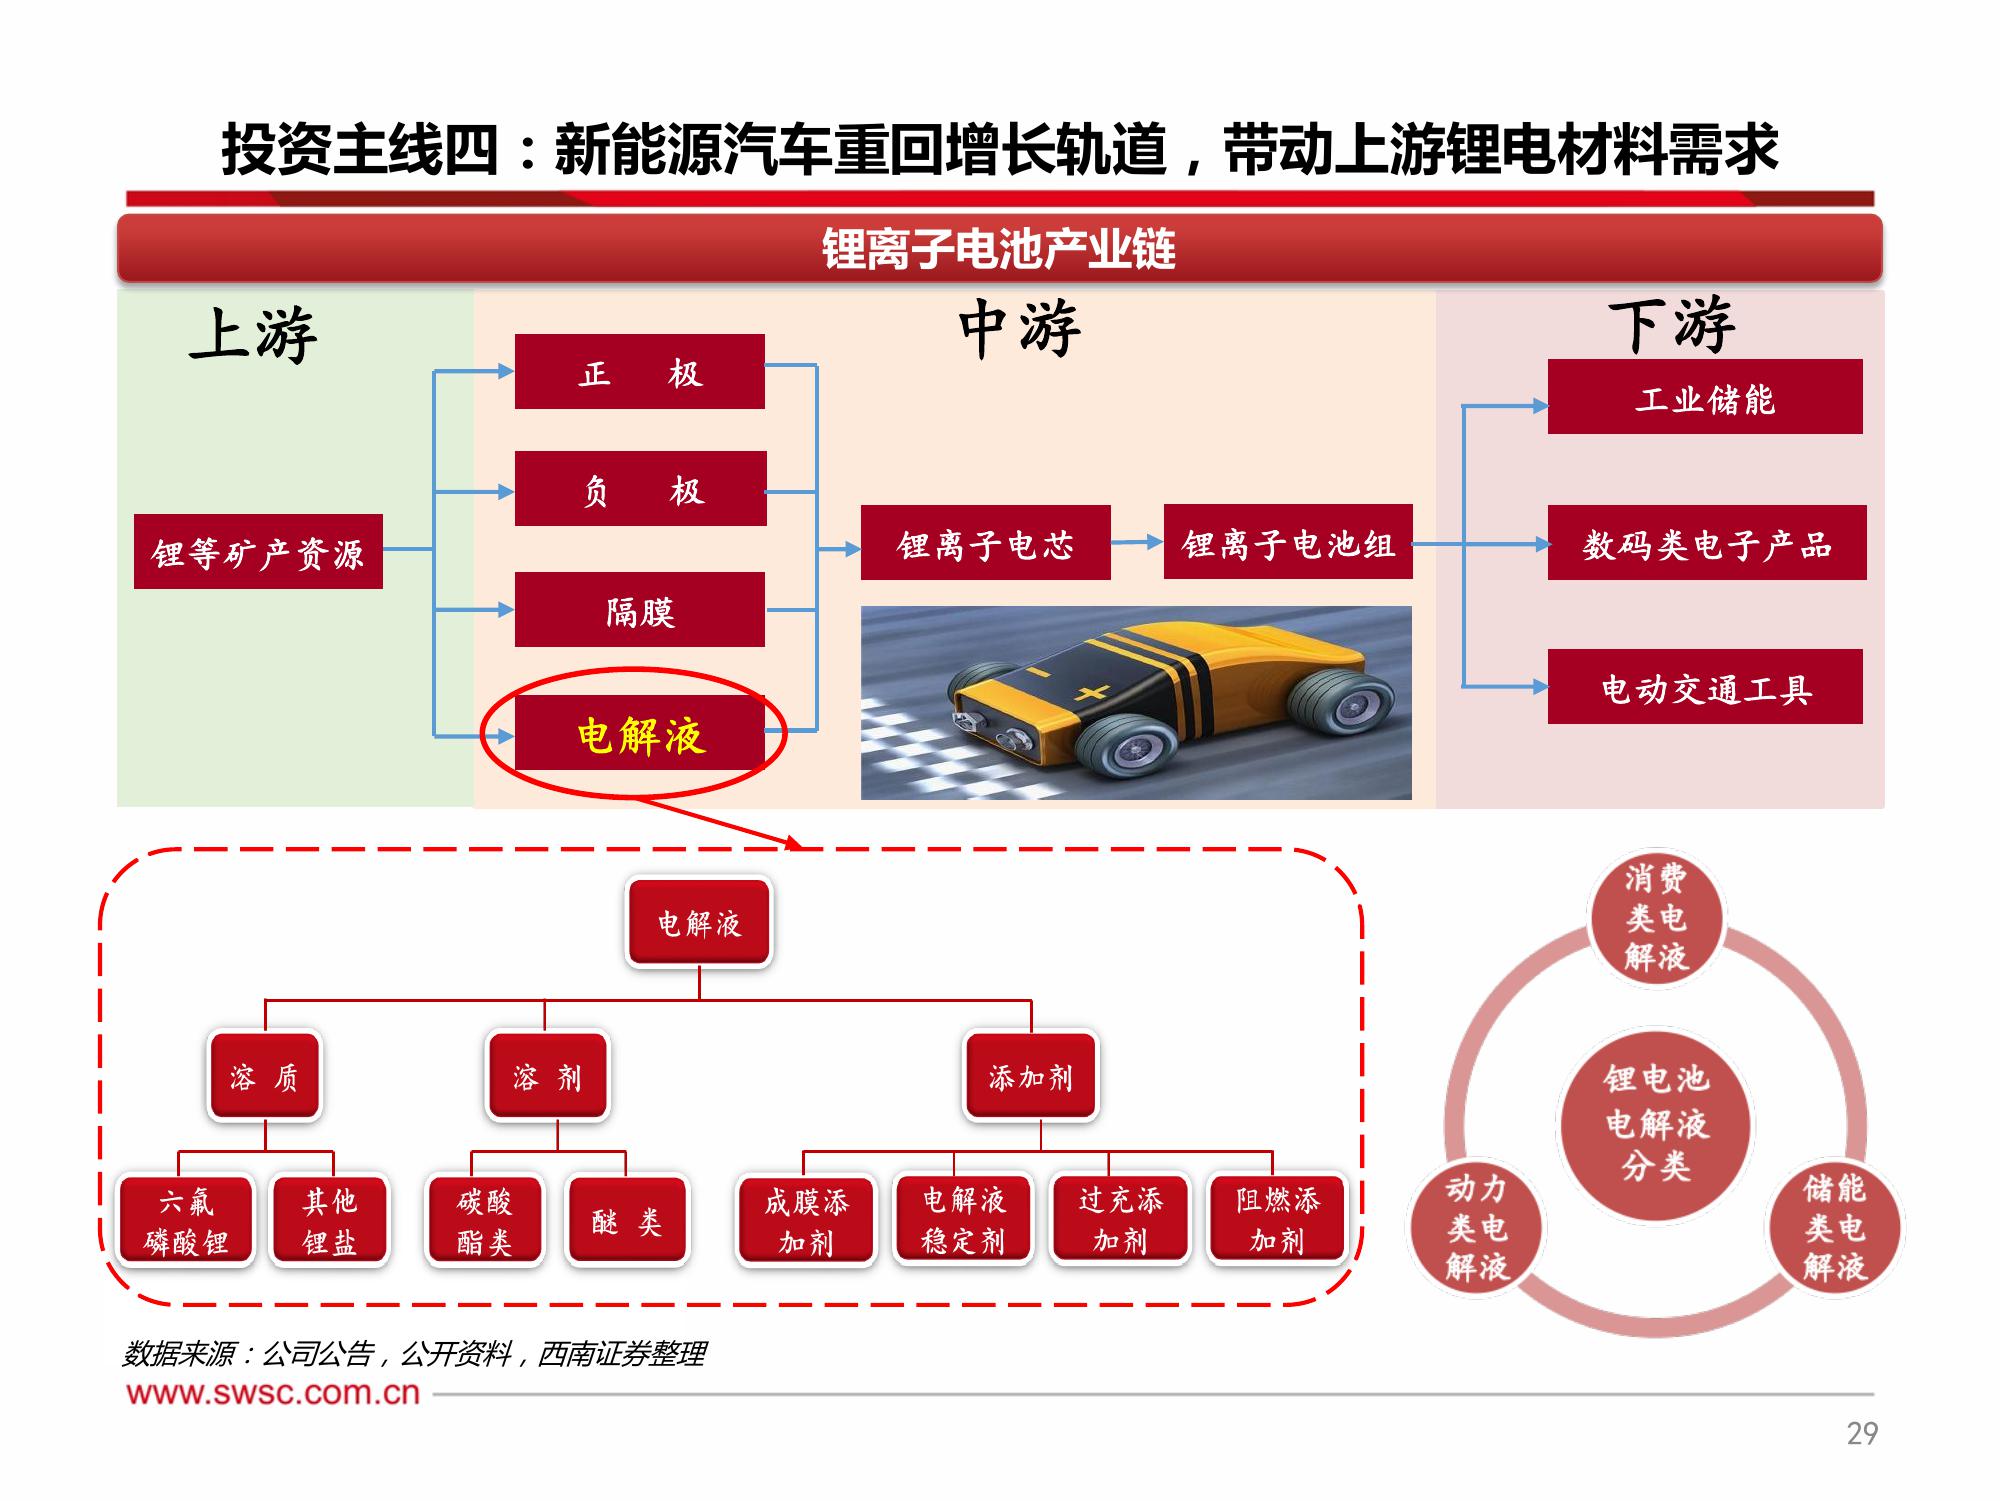 投资主线四：新能源汽车重回增长轨道，带动上游锂电材料需求
锂离子电池产业链
上游
中游
下游
锂等矿产资源
正 极
负 极
隔膜
电解液
锂离子电芯
锂离子电池组
工业储能
数码类电子产品
电动交通工具
- +
电解液
溶 质
溶 剂
添加剂
六氟
磷酸锂
其他
锂盐
碳酸
酯类
醚 类
成膜添
加剂
电解液
稳定剂
过充添
加剂
阻燃添
加剂
消费
类电
解液
锂电池
电解液
分类
动力
类电
解液
储能
类电
解液
数据来源：公司公告，公开资料，西南证券整理
www.swsc.com.cn
29